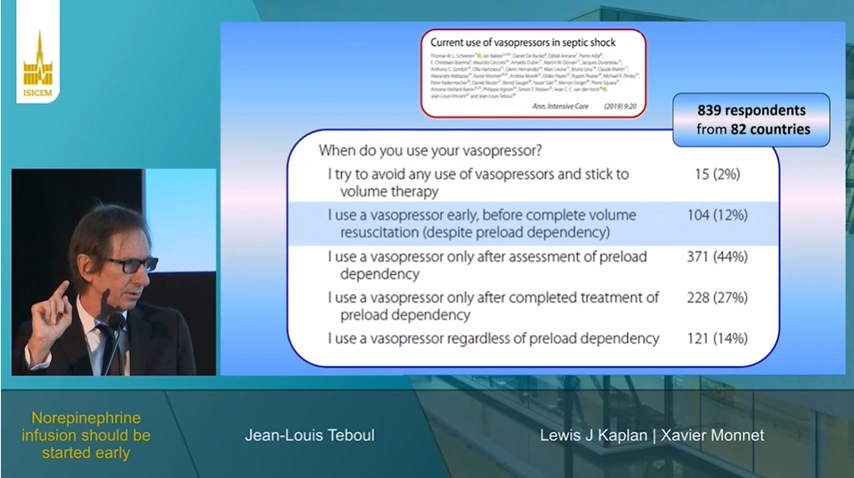 ISICEM
Current use of vasopressors in septic shock
Ann. Intensive Care (2019) 9:20
839 respondents
from 82 countries
When do you use your vasopressor?
I try to avoid any use of vasopressors and stick to 15 (2%)
volume therapy
I use a vasopressor early, before complete volume 104 (12%)
resuscitation (despite preload dependency)
I use a vasopressor only after assessment of preload 371 (44%)
dependency
I use a vasopressor only after completed treatment of 228 (27%)
preload dependency
I use a vasopressor regardless of preload dependency 121 (14%)
Norepinephrine
infusion should be
started early
Jean-Louis Teboul
Lewis J Kaplan | Xavier Monnet